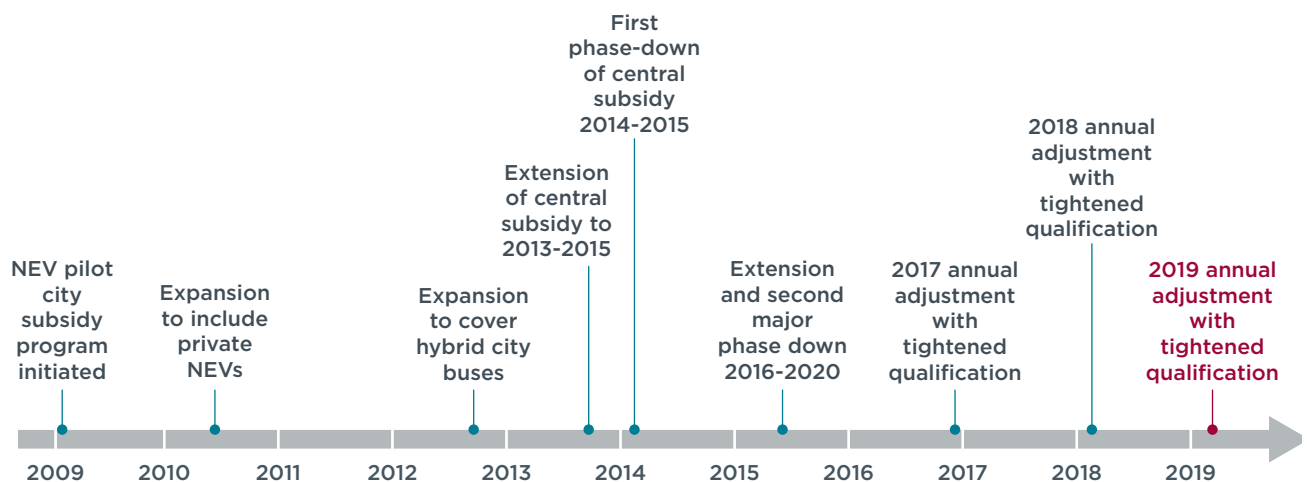 NEV pilot
city
subsidy
program
initiated
Expansion
to include
private
NEVs
Expansion
to cover
hybrid city
buses
Extension
of central
subsidy to
2013-2015
First
phase-down
of central
subsidy
2014-2015
Extension
and second
major
phase down
2016-2020
2017 annual
adjustment
with
tightened
qualification
2018 annual
adjustment
with
tightened
qualification
2019 annual
adjustment
with
tightened
qualification
2009
2010
2011
2012
2013
2014
2015
2016
2017
2018
2019